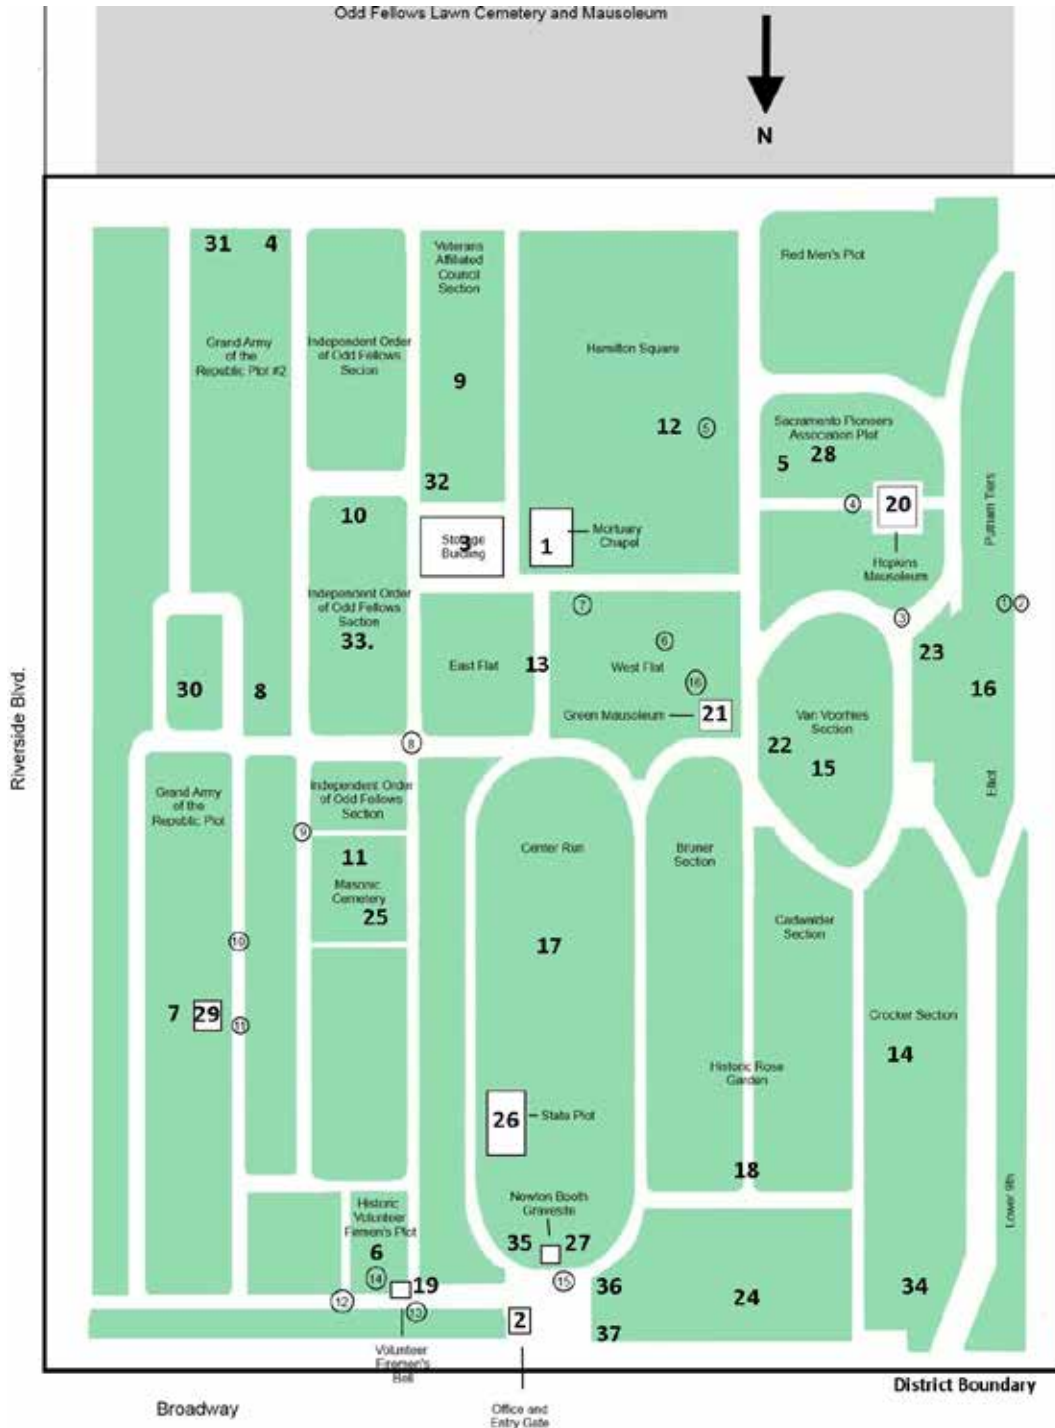 Odd Fellows Lawn Cemetery and Mausoleum
N
31 4
Veterans
Affiliated
Council
Section
Red Men's Plot
Grand Army
of the
Republic Plot #2
Independent Order
of Odd Fellows
Secion
Hamilton Square
9
12 5
Sacramento Pioneers
Association Plot
5 28
32
10
Storage
Building
3
1
Mortuary
Chapel
4
20
Hopkins
Mausoleum
Putnam Tiers
Independent Order
of Odd Fellows
Section
33.
7
6
3
1 2
East Flat
13
West Flat
23
16
30
8
16
Green Mausoleum
21
Van Voorhies
Section
22
15
Riverside Blvd.
8
Elliot
Grand Army
of the
Republic Plot
Independent Order
of Odd Fellows
Section
9
11
Masonic
Cemetery
25
Center Run
Bruner
Section
Cadwalder
Section
10
17
7 29
11
Crocker Section
14
Historic Rose
Garden
26
State Plot
18
Lower 9th
Historic
Volunteer
Firmen's Plot
6
Newton Booth
Gravesite
35 27
14
19
15
36
24
34
12
13
2
37
Volunteer
Firemen's
Bell
District Boundary
Broadway
Office and
Entry Gate